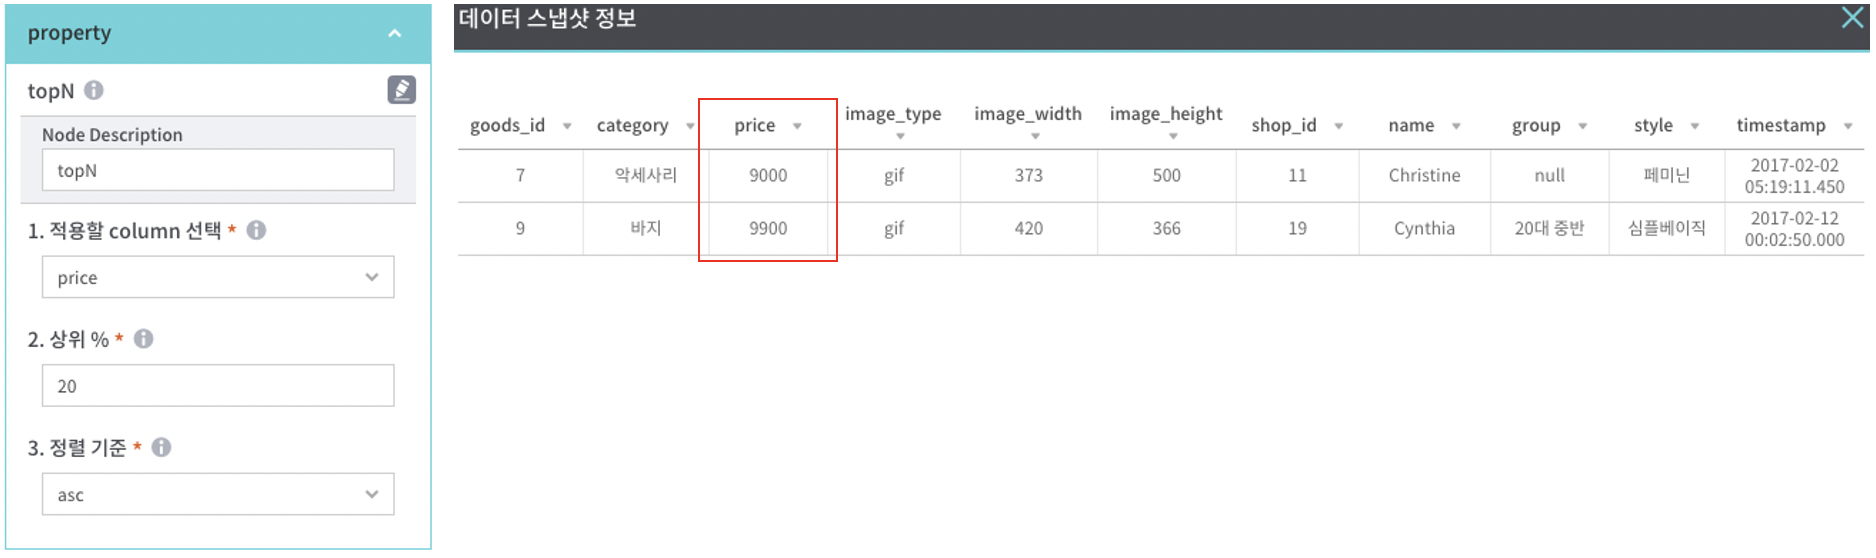 property
topN
Node Description
topN
1. 적용할 column 선택 *
price
2. 상위 % *
20
3. 정렬 기준 *
asc
데이터 스냅샷 정보
goods_id category price image_type image_width image_height shop_id name group style timestamp
7 악세사리 9000 gif 373 500 11 Christine null 페미닌 2017-02-02 05:19:11.450
9 바지 9900 gif 420 366 19 Cynthia 20대 중반 심플베이직 2017-02-12 00:02:50.000